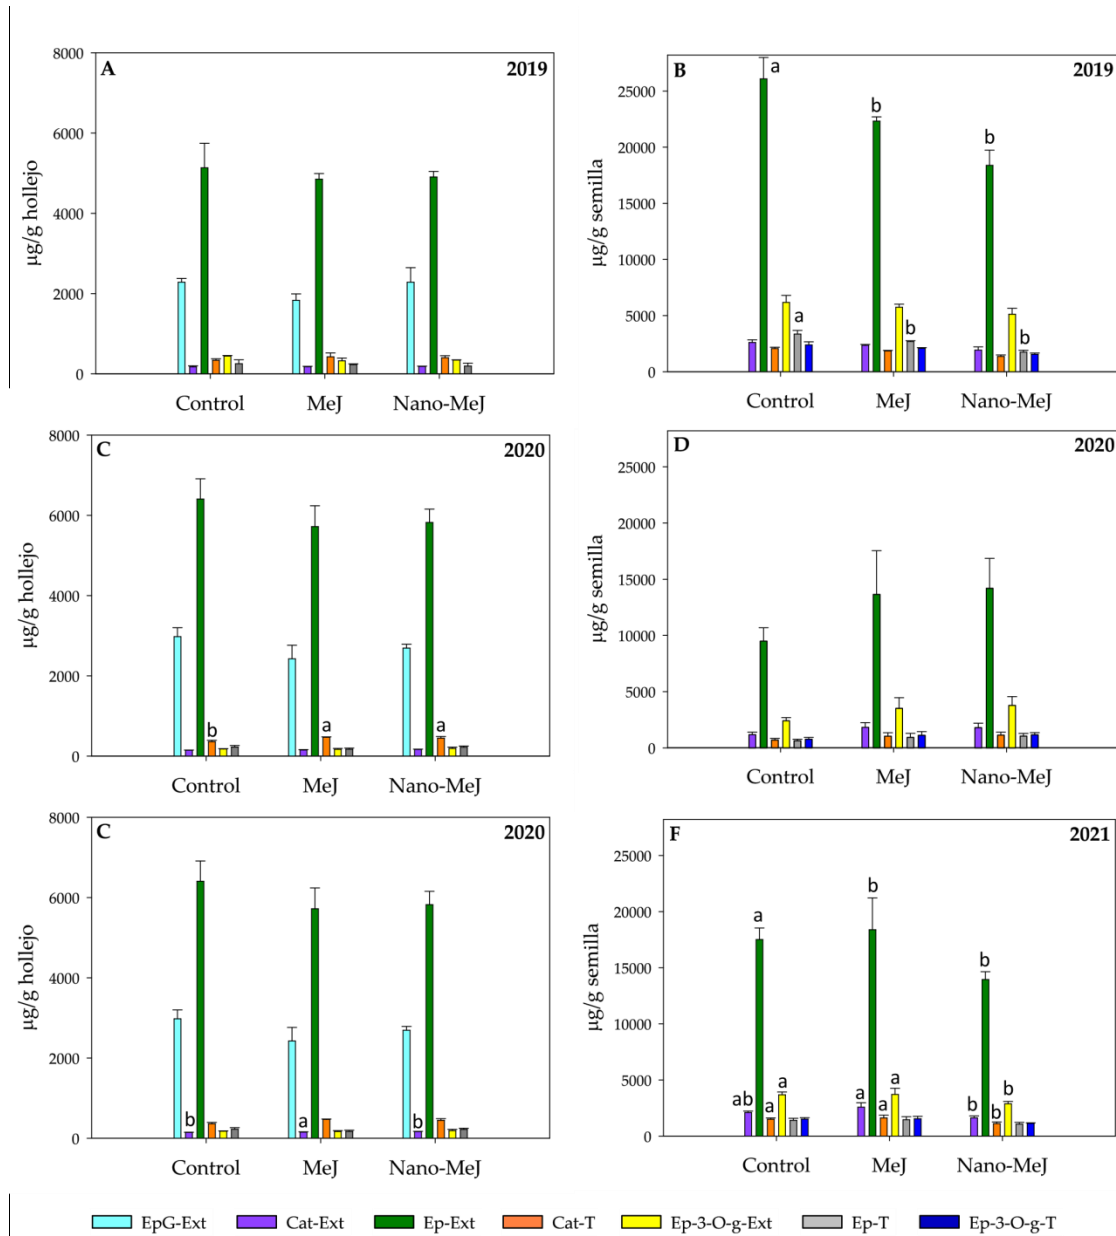 A 2019
8000
6000
4000
2000
0
µg/g hollejo
a
Control MeJ Nano-MeJ
B 2019
25000
20000
15000
10000
5000
0
µg/g semilla
a b b
a b b
Control MeJ Nano-MeJ
C 2020
8000
6000
4000
2000
0
µg/g hollejo
b a a
Control MeJ Nano-MeJ
D 2020
25000
20000
15000
10000
5000
0
µg/g semilla
Control MeJ Nano-MeJ
C 2020
8000
6000
4000
2000
0
µg/g hollejo
b a b
Control MeJ Nano-MeJ
F 2021
25000
20000
15000
10000
5000
0
µg/g semilla
a b b
ab a a a a a b b b
Control MeJ Nano-MeJ
EpG-Ext Cat-Ext Ep-Ext Cat-T Ep-3-O-g-Ext Ep-T Ep-3-O-g-T